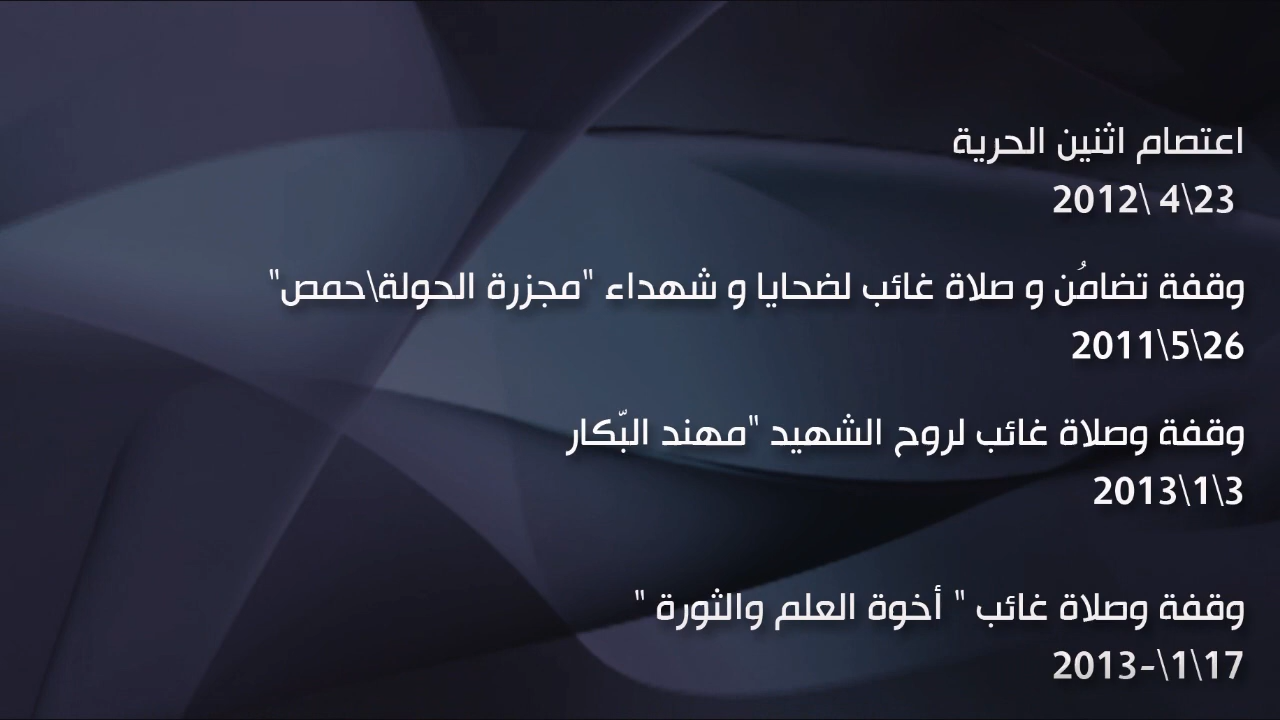 اعتصام اثنين الحرية
23\4 \2012
وقفة تضامُن و صلاة غائب لضحايا و شهداء "مجزرة الحولة\حمص"
26\5\2011
وقفة وصلاة غائب لروح الشهيد "مهند البّكار
3\1\2013
وقفة وصلاة غائب " أخوة العلم والثورة "
17\1\-2013